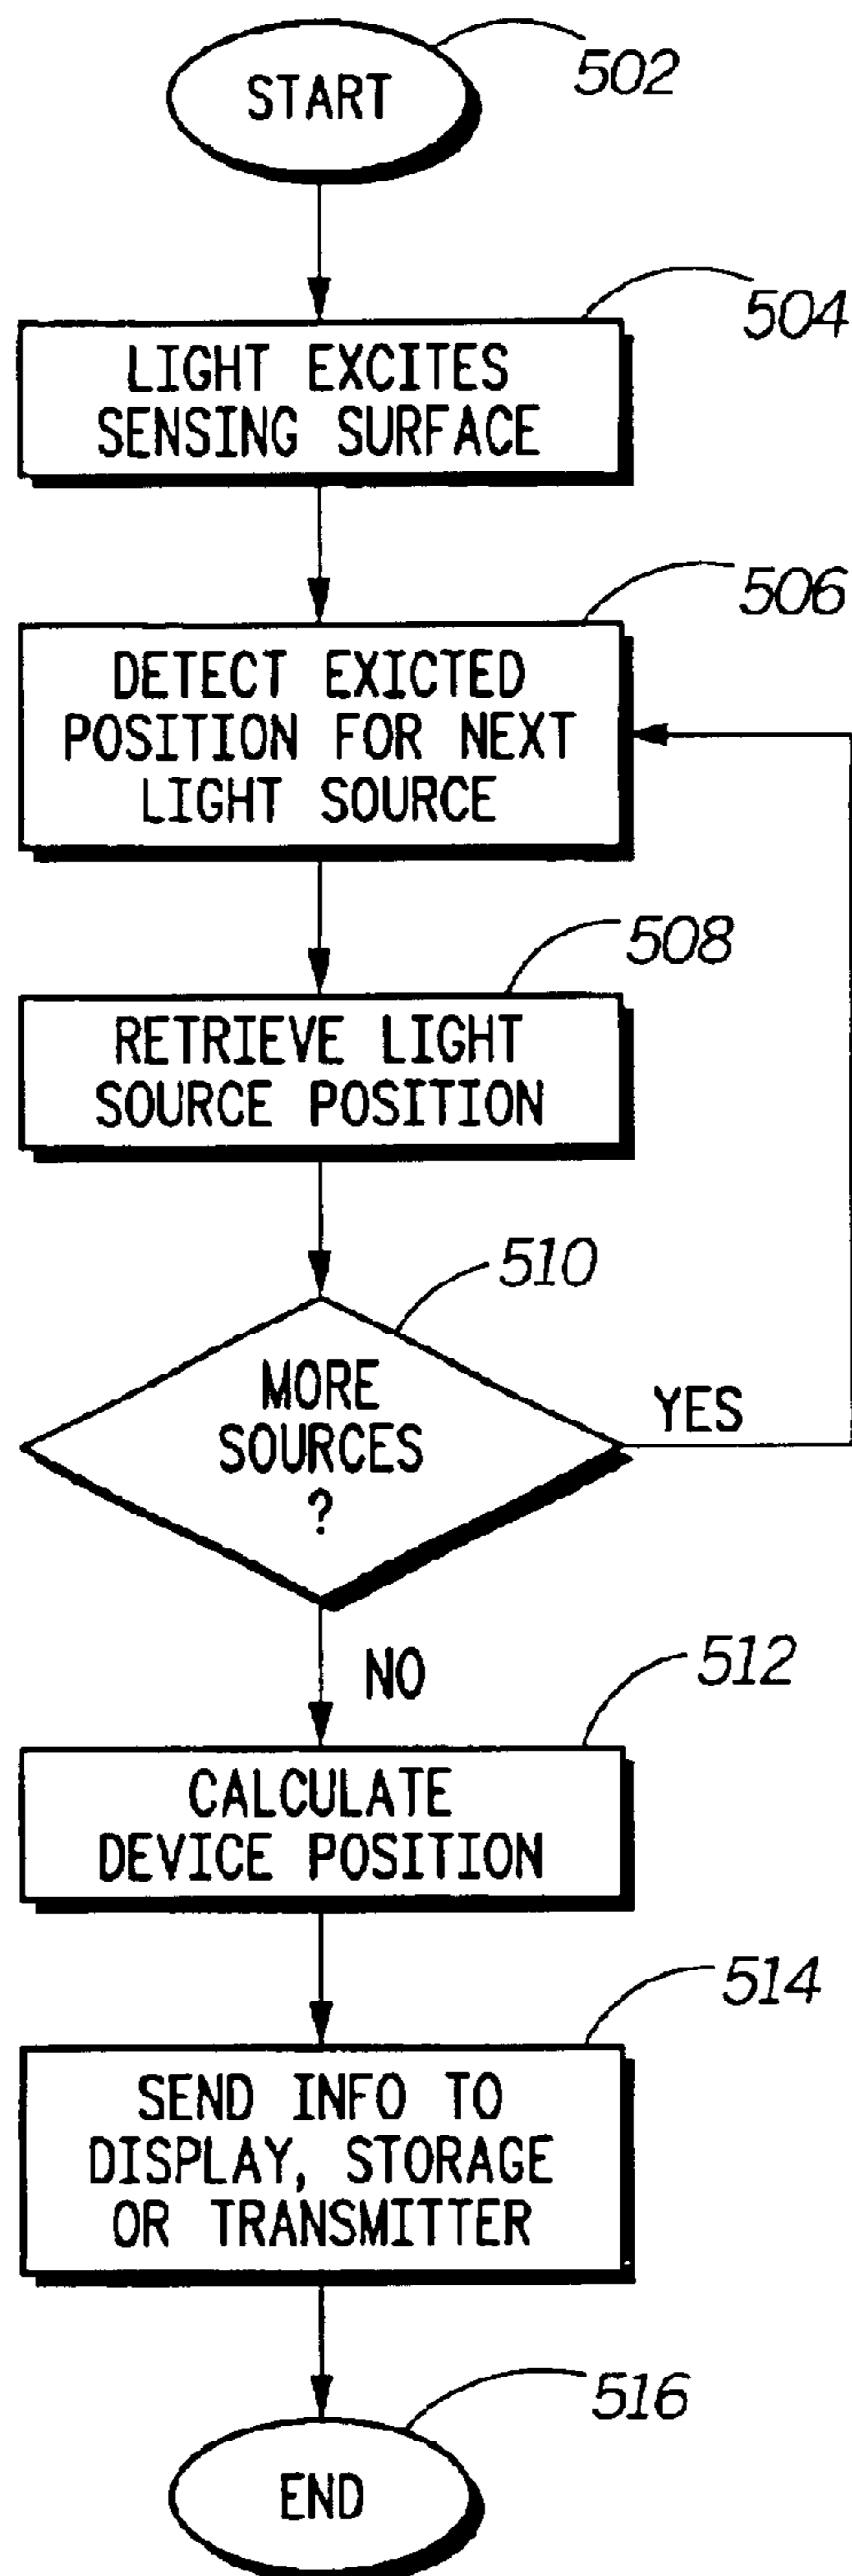 START
502
504
LIGHT EXCITES
SENSING SURFACE
506
DETECT EXICTED
POSITION FOR NEXT
LIGHT SOURCE
508
RETRIEVE LIGHT
SOURCE POSITION
510
MORE
SOURCES
?
YES
NO
512
CALCULATE
DEVICE POSITION
514
SEND INFO TO
DISPLAY, STORAGE
OR TRANSMITTER
516
END